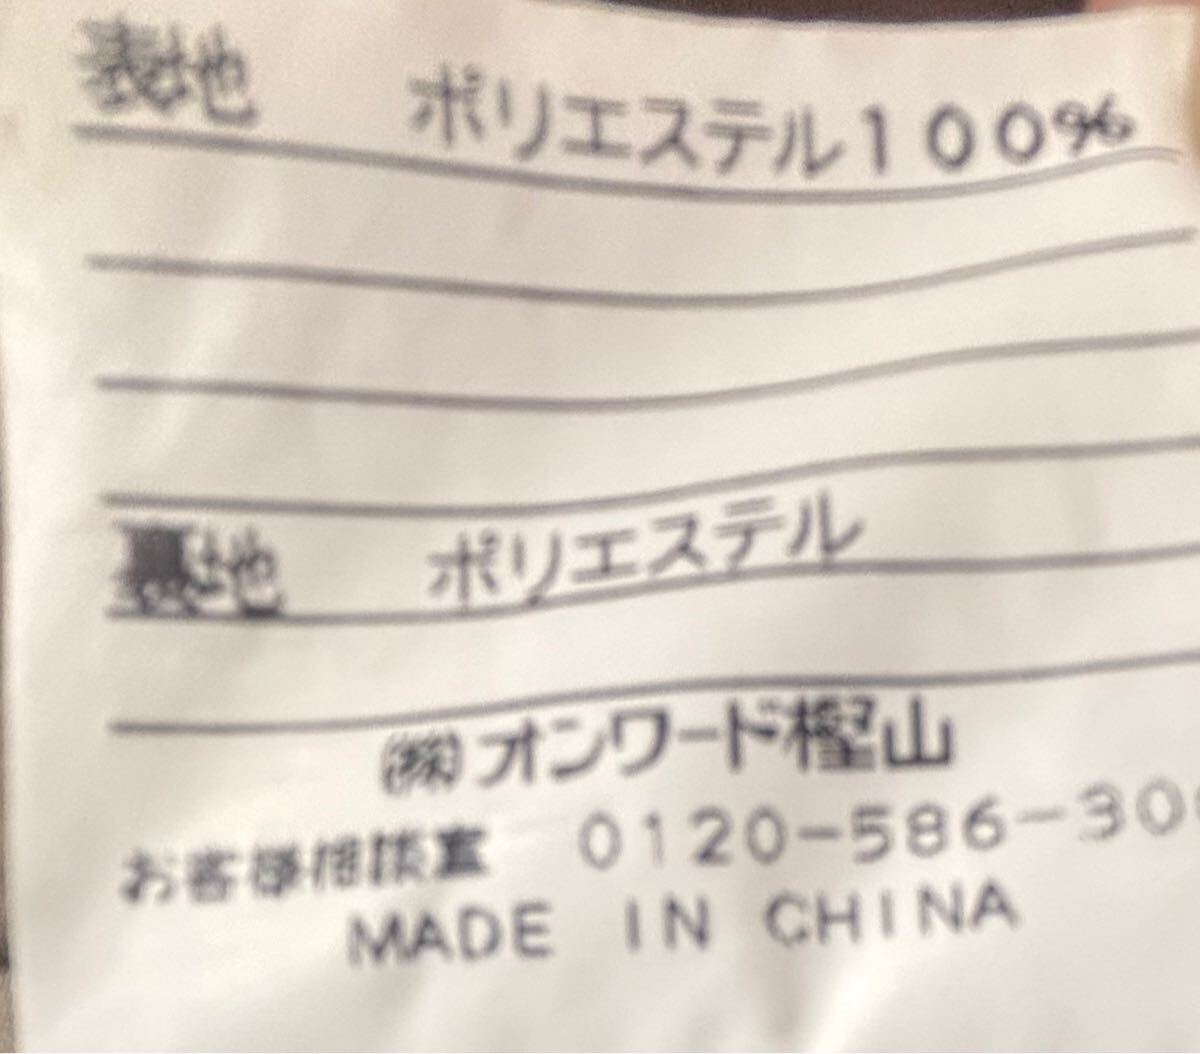 表地 ポリエステル100%
裏地 ポリエステル
㈱オンワード樫山
お客様相談室 0120-586-30
MADE IN CHINA